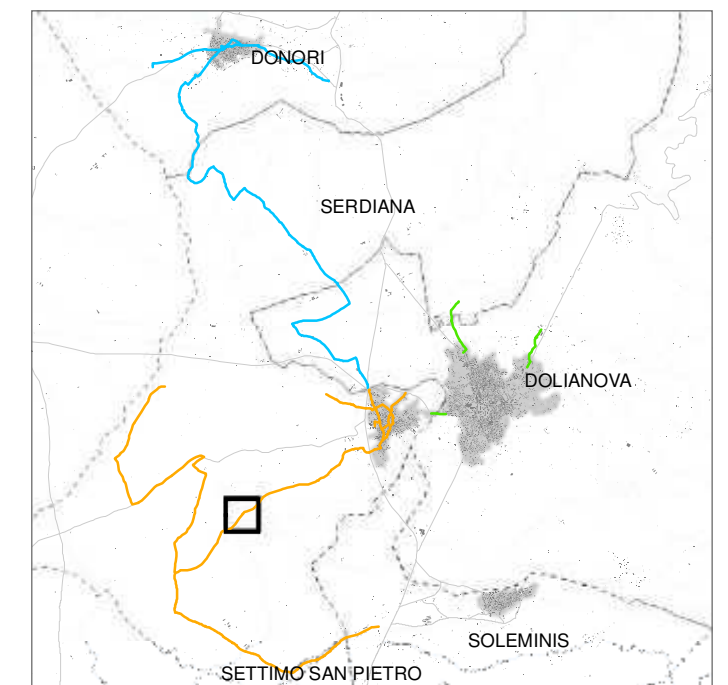 DONORI
SERDIANA
DOLIANOVA
SOLEMINIS
SETTIMO SAN PIETRO